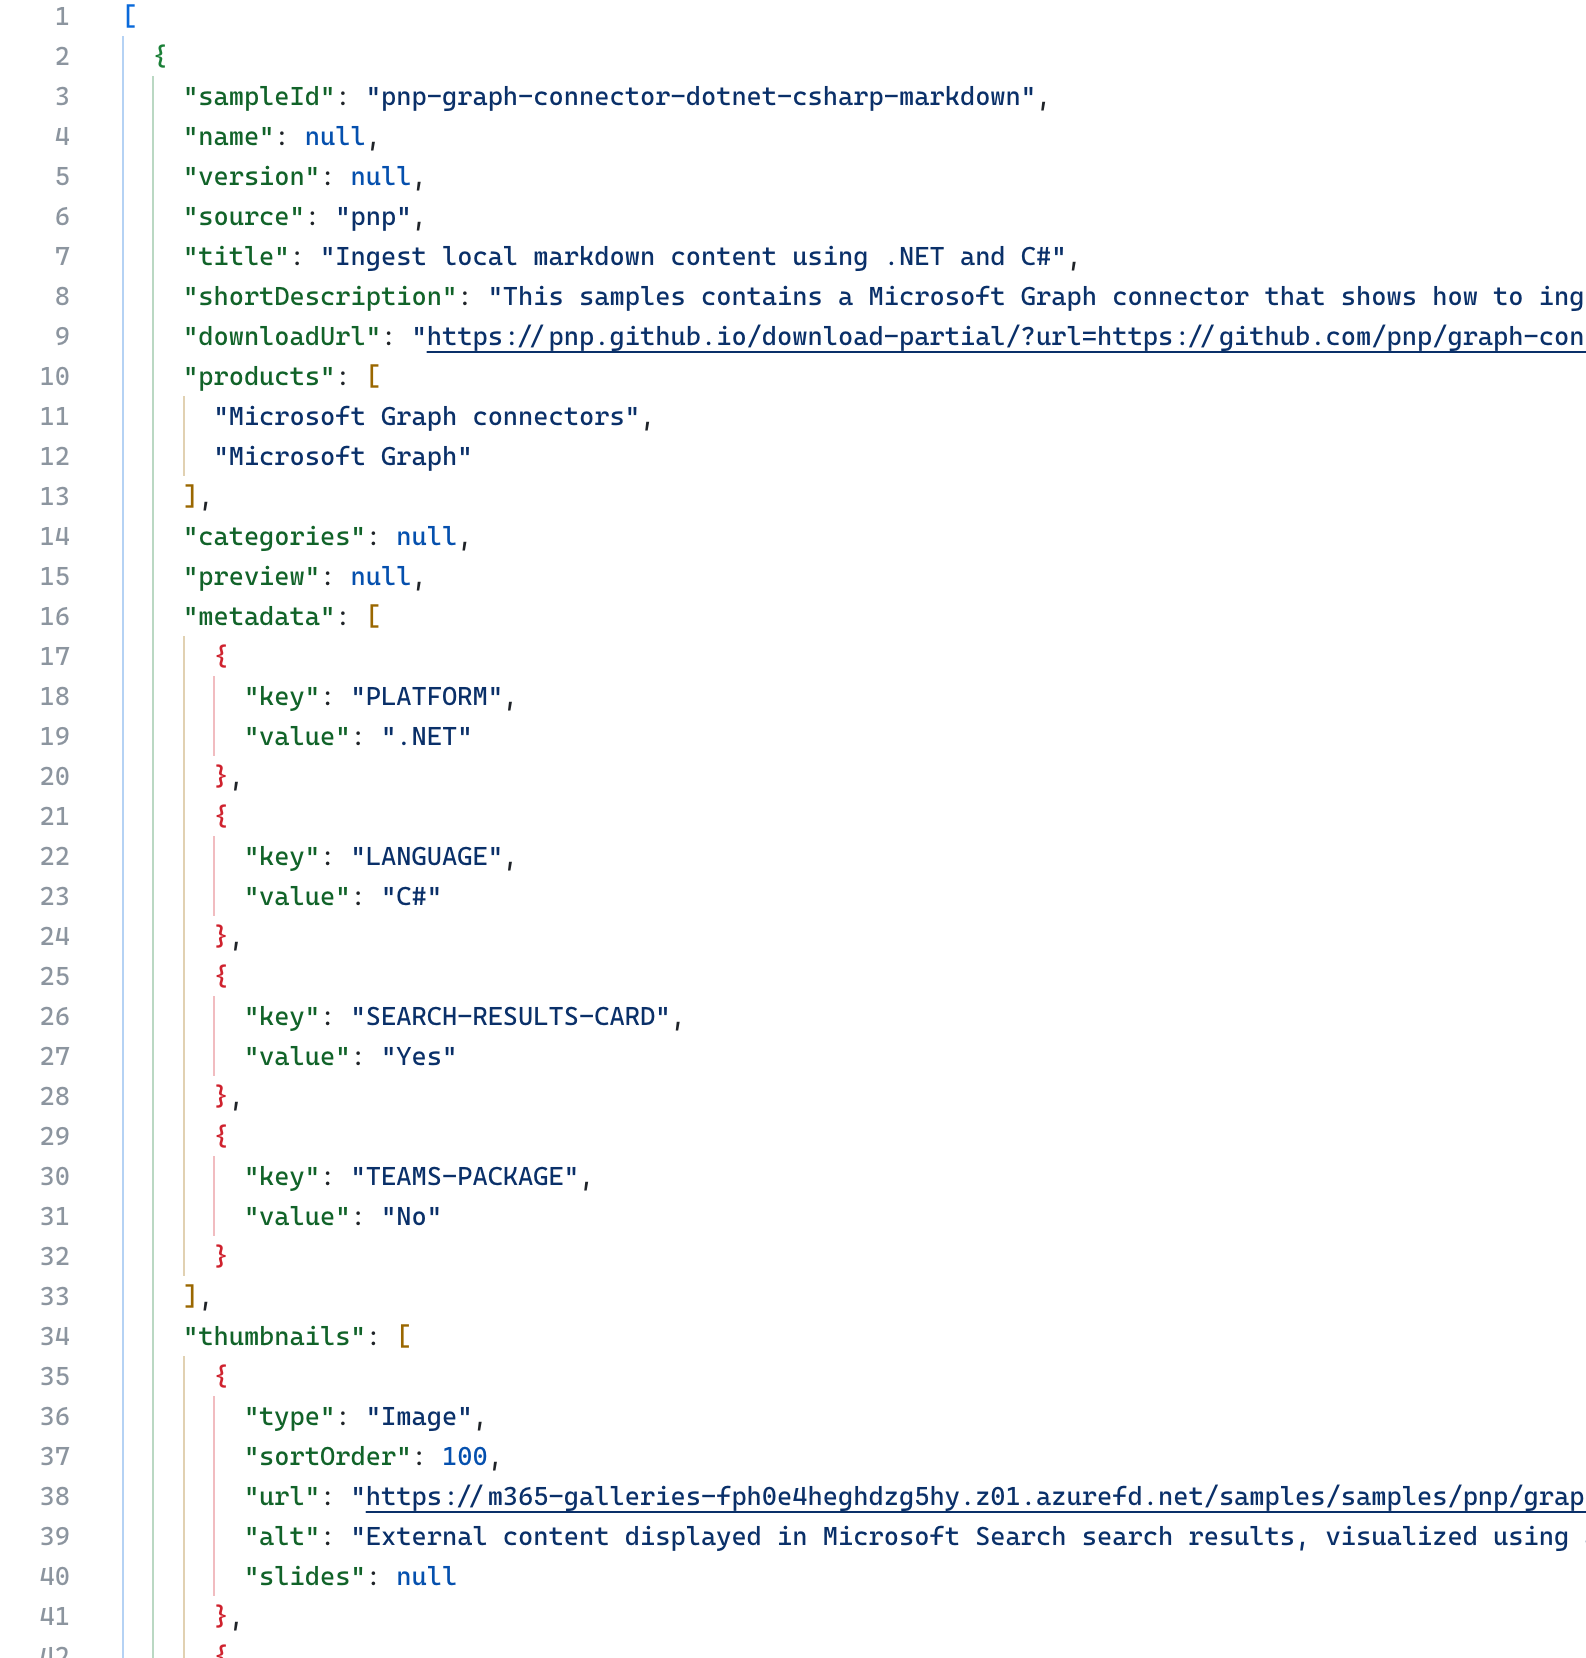 1 [
2 {
3 "sampleId": "pnp-graph-connector-dotnet-csharp-markdown",
4 "name": null,
5 "version": null,
6 "source": "pnp",
7 "title": "Ingest local markdown content using .NET and C#",
8 "shortDescription": "This samples contains a Microsoft Graph connector that shows how to ing
9 "downloadUrl": "https://pnp.github.io/download-partial/?url=https://github.com/pnp/graph-con
10 "products": [
11 "Microsoft Graph connectors",
12 "Microsoft Graph"
13 ],
14 "categories": null,
15 "preview": null,
16 "metadata": [
17 {
18 "key": "PLATFORM",
19 "value": ".NET"
20 },
21 {
22 "key": "LANGUAGE",
23 "value": "C#"
24 },
25 {
26 "key": "SEARCH-RESULTS-CARD",
27 "value": "Yes"
28 },
29 {
30 "key": "TEAMS-PACKAGE",
31 "value": "No"
32 }
33 ],
34 "thumbnails": [
35 {
36 "type": "Image",
37 "sortOrder": 100,
38 "url": "https://m365-galleries-fph0e4heghdzg5hy.z01.azurefd.net/samples/samples/pnp/grap
39 "alt": "External content displayed in Microsoft Search search results, visualized using
40 "slides": null
41 },
42 {